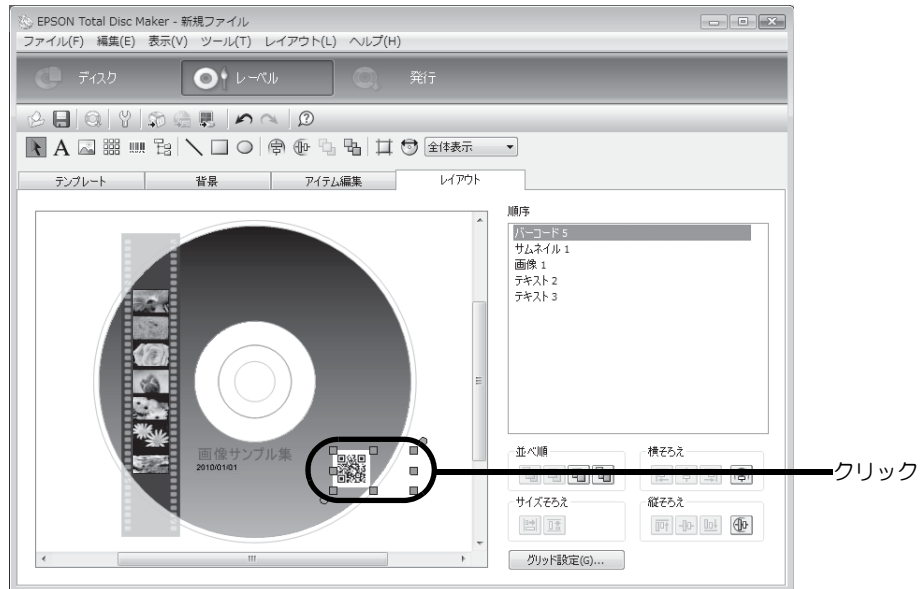 EPSON Total Disc Maker - 新規ファイル
ファイル(F) 編集(E) 表示(V) ツール(T) レイアウト(L) ヘルプ(H)
ディスク レーベル 発行
全体表示
テンプレート 背景 アイテム編集 レイアウト
順序
バーコード 5
サムネイル 1
画像 1
テキスト 2
テキスト 3
画像サンプル集
2010/01/01
並べ順 横そろえ
クリック
サイズそろえ 縦そろえ
グリッド設定(G)...